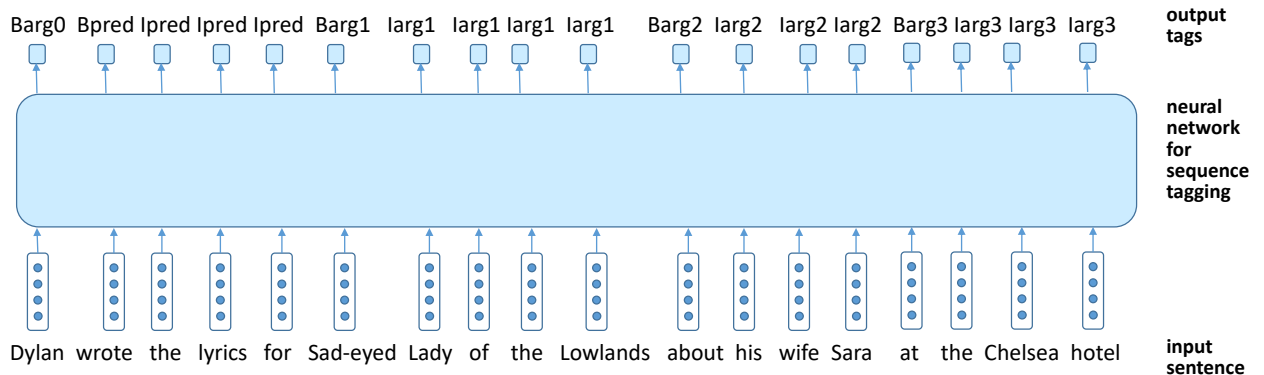 Barg0 Bpred Ipred Ipred Ipred Barg1 Iarg1 Iarg1 Iarg1 Iarg1 Barg2 Iarg2 Iarg2 Iarg2 Barg3 Iarg3 Iarg3 Iarg3
output
tags
neural
network
for
sequence
tagging
Dylan wrote the lyrics for Sad-eyed Lady of the Lowlands about his wife Sara at the Chelsea hotel
input
sentence